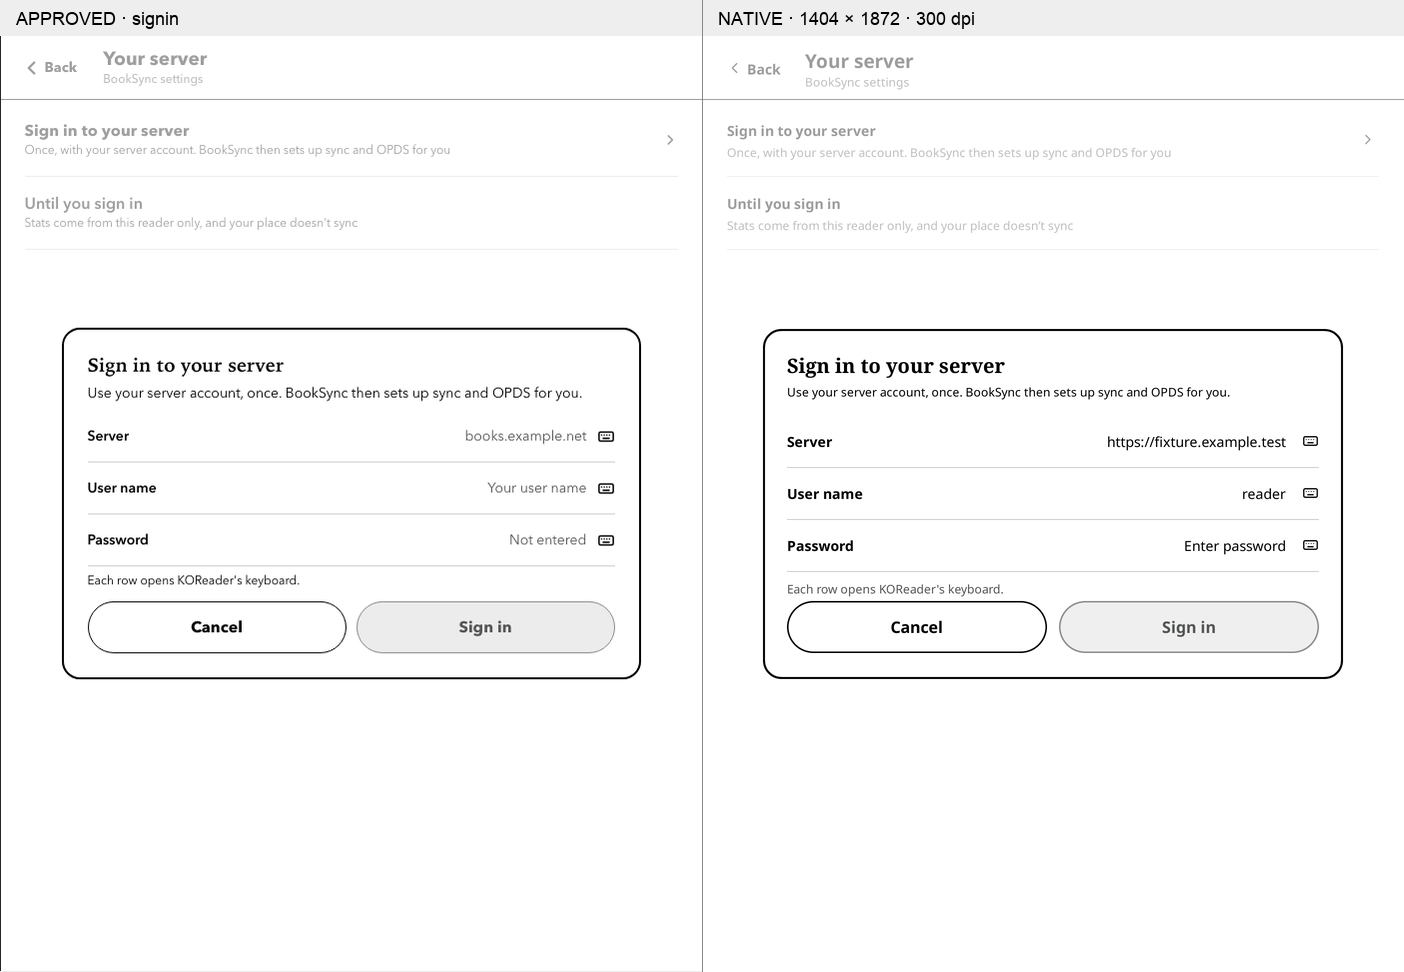 APPROVED · signin
Back
Your server
BookSync settings
Sign in to your server
Once, with your server account. BookSync then sets up sync and OPDS for you
Until you sign in
Stats come from this reader only, and your place doesn't sync
Sign in to your server
Use your server account, once. BookSync then sets up sync and OPDS for you.
Server books.example.net
User name Your user name
Password Not entered
Each row opens KOReader's keyboard.
Cancel Sign in
NATIVE · 1404 × 1872 · 300 dpi
Back
Your server
BookSync settings
Sign in to your server
Once, with your server account. BookSync then sets up sync and OPDS for you
Until you sign in
Stats come from this reader only, and your place doesn't sync
Sign in to your server
Use your server account, once. BookSync then sets up sync and OPDS for you.
Server https://fixture.example.test
User name reader
Password Enter password
Each row opens KOReader's keyboard.
Cancel Sign in